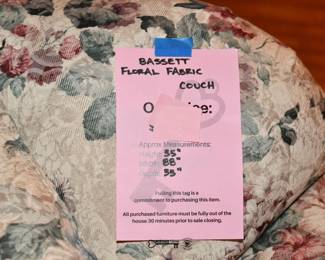 BASSETT
FLORAL FABRIC
COUCH
Approx Measurements:
35"
88"
35"
Pulling this tag is a
commitment to purchasing this item.
All purchased furniture must be fully out of the
house 30 minutes prior to sale closing.